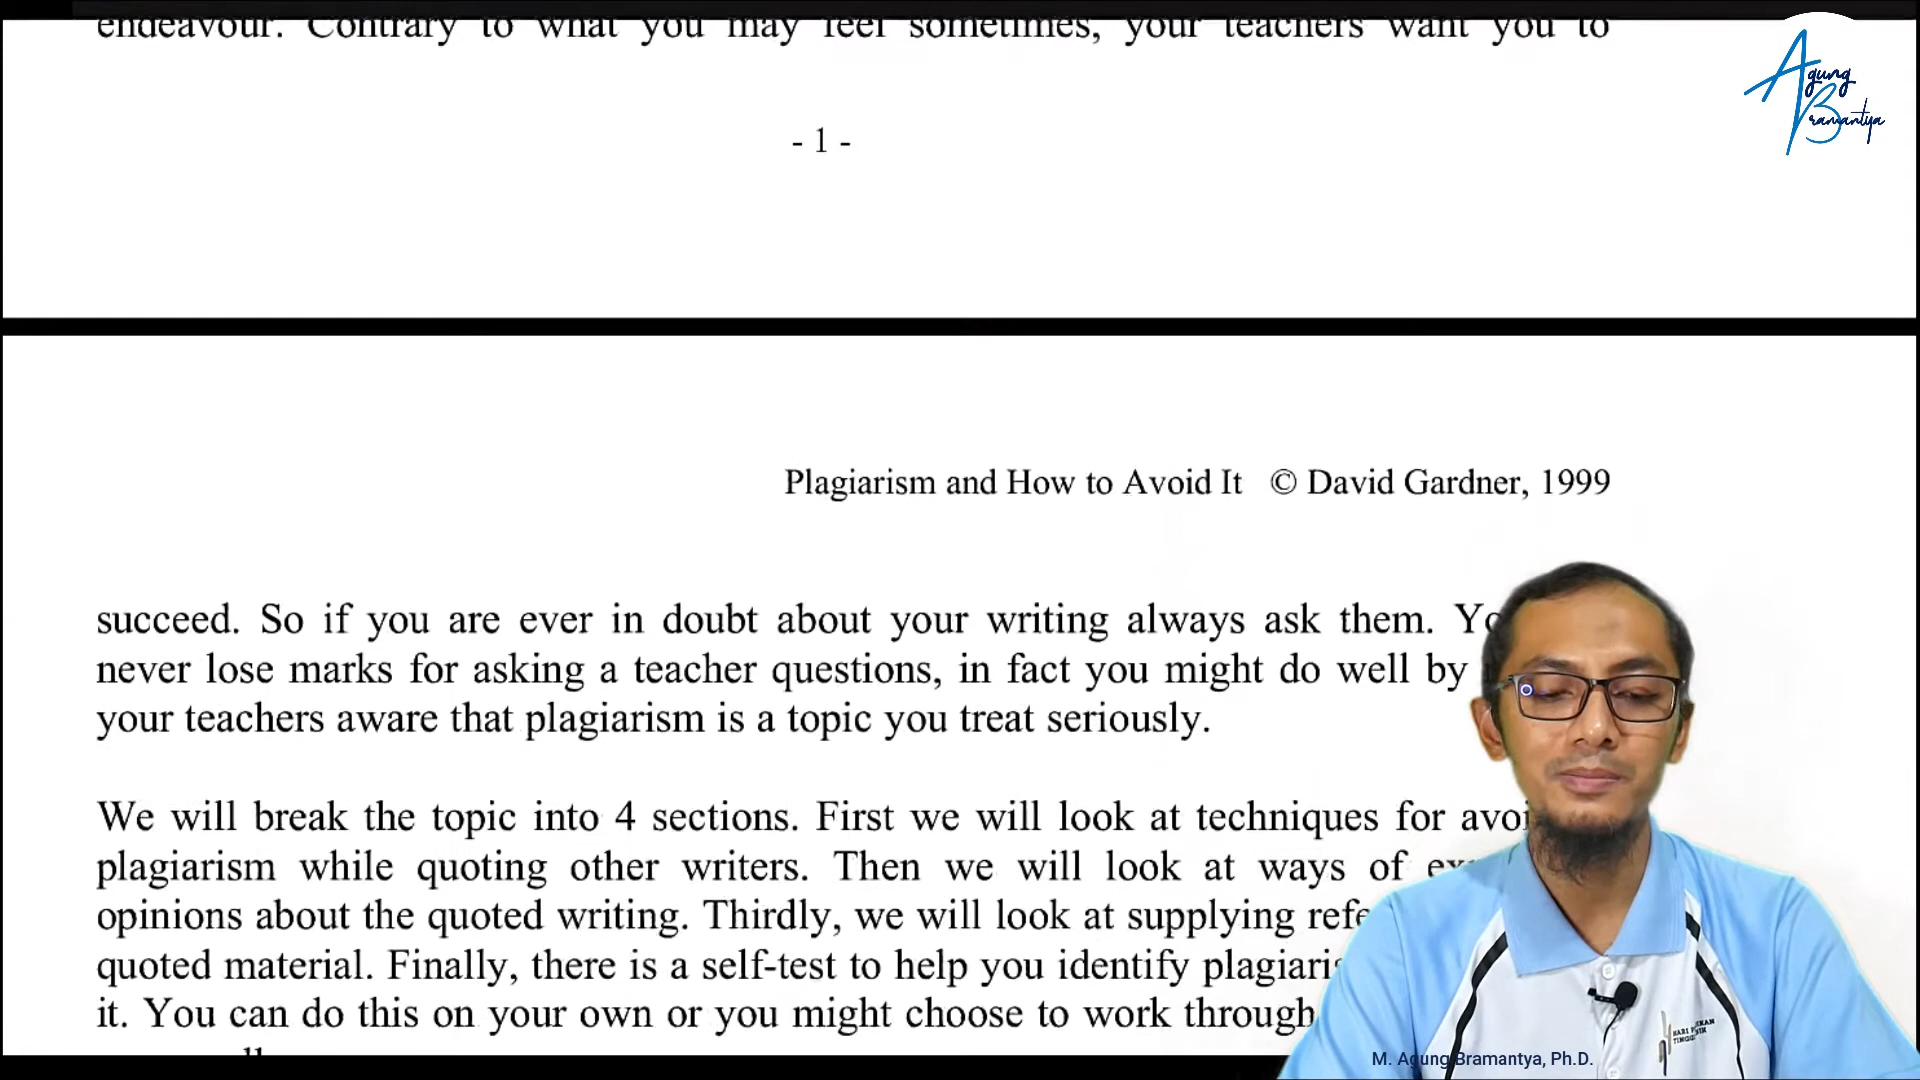 endeavour. Contrary to what you may feel sometimes, your teachers want you to
Agung
Bramantya
- 1 -
Plagiarism and How to Avoid It © David Gardner, 1999
succeed. So if you are ever in doubt about your writing always ask them.
never lose marks for asking a teacher questions, in fact you might do well by
your teachers aware that plagiarism is a topic you treat seriously.
We will break the topic into 4 sections. First we will look at techniques for
plagiarism while quoting other writers. Then we will look at ways of
opinions about the quoted writing. Thirdly, we will look at supplying
quoted material. Finally, there is a self-test to help you identify
it. You can do this on your own or you might choose to work through
HARI
TINGGI
M. Agung Bramantya, Ph.D.